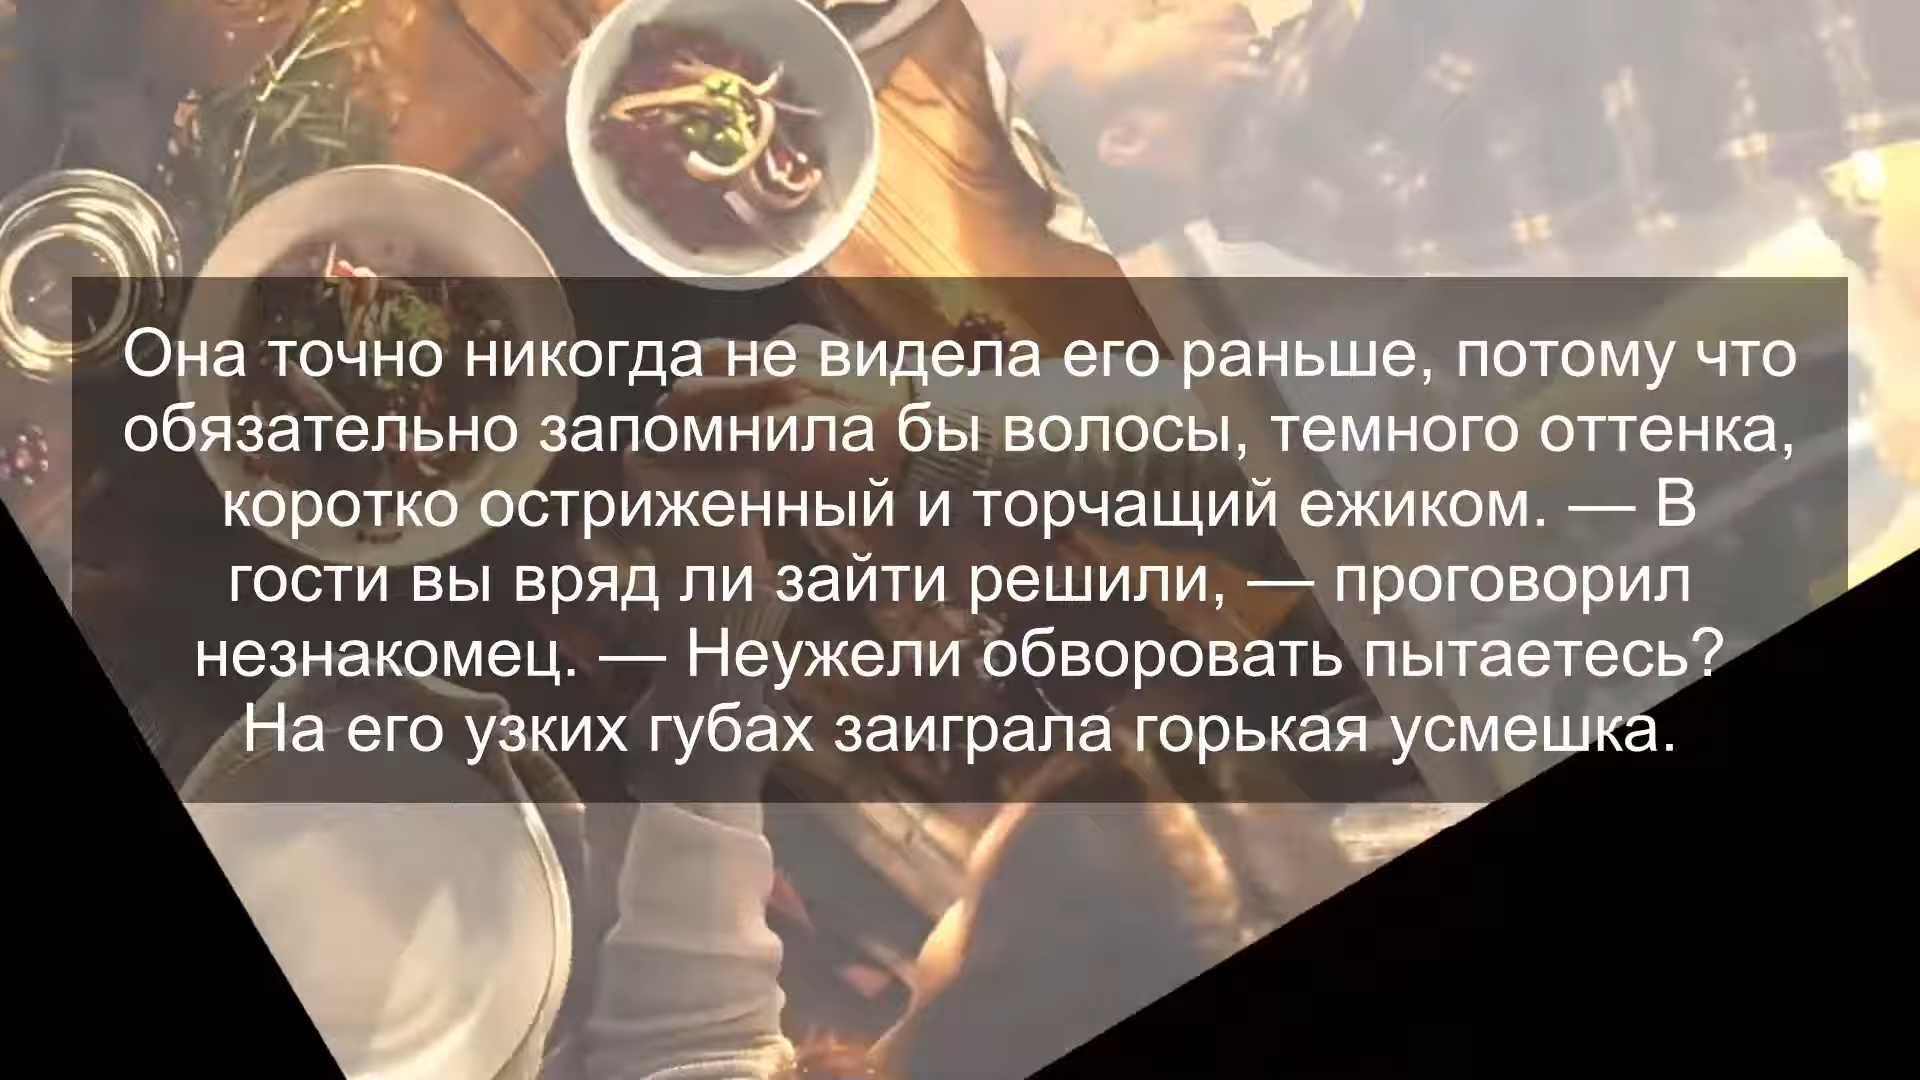 Она точно никогда не видела его раньше, потому что
обязательно запомнила бы волосы, темного оттенка,
коротко остриженный и торчащий ежиком. — В
гости вы вряд ли зайти решили, — проговорил
незнакомец. — Неужели обворовать пытаетесь?
На его узких губах заиграла горькая усмешка.